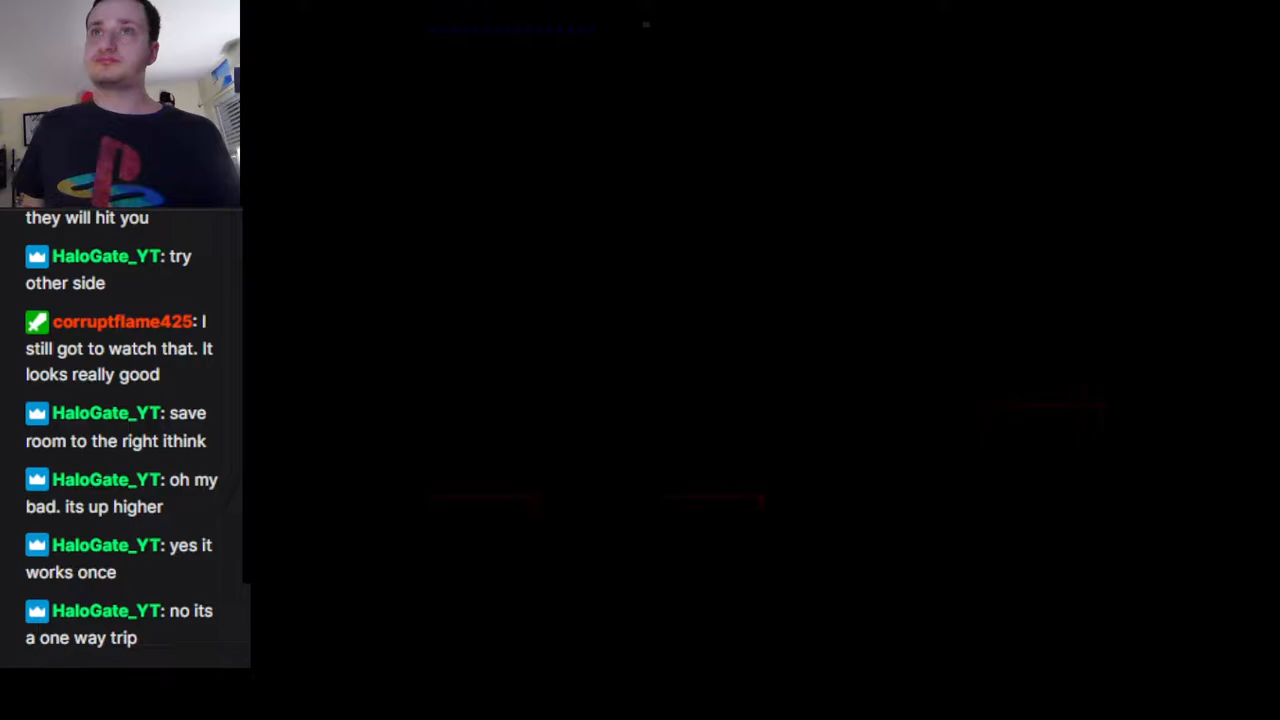 they will hit you
HaloGate_YT: try
other side
corruptflame425: I
still got to watch that. It
looks really good
HaloGate_YT: save
room to the right ithink
HaloGate_YT: oh my
bad. its up higher
HaloGate_YT: yes it
works once
HaloGate_YT: no its
a one way trip